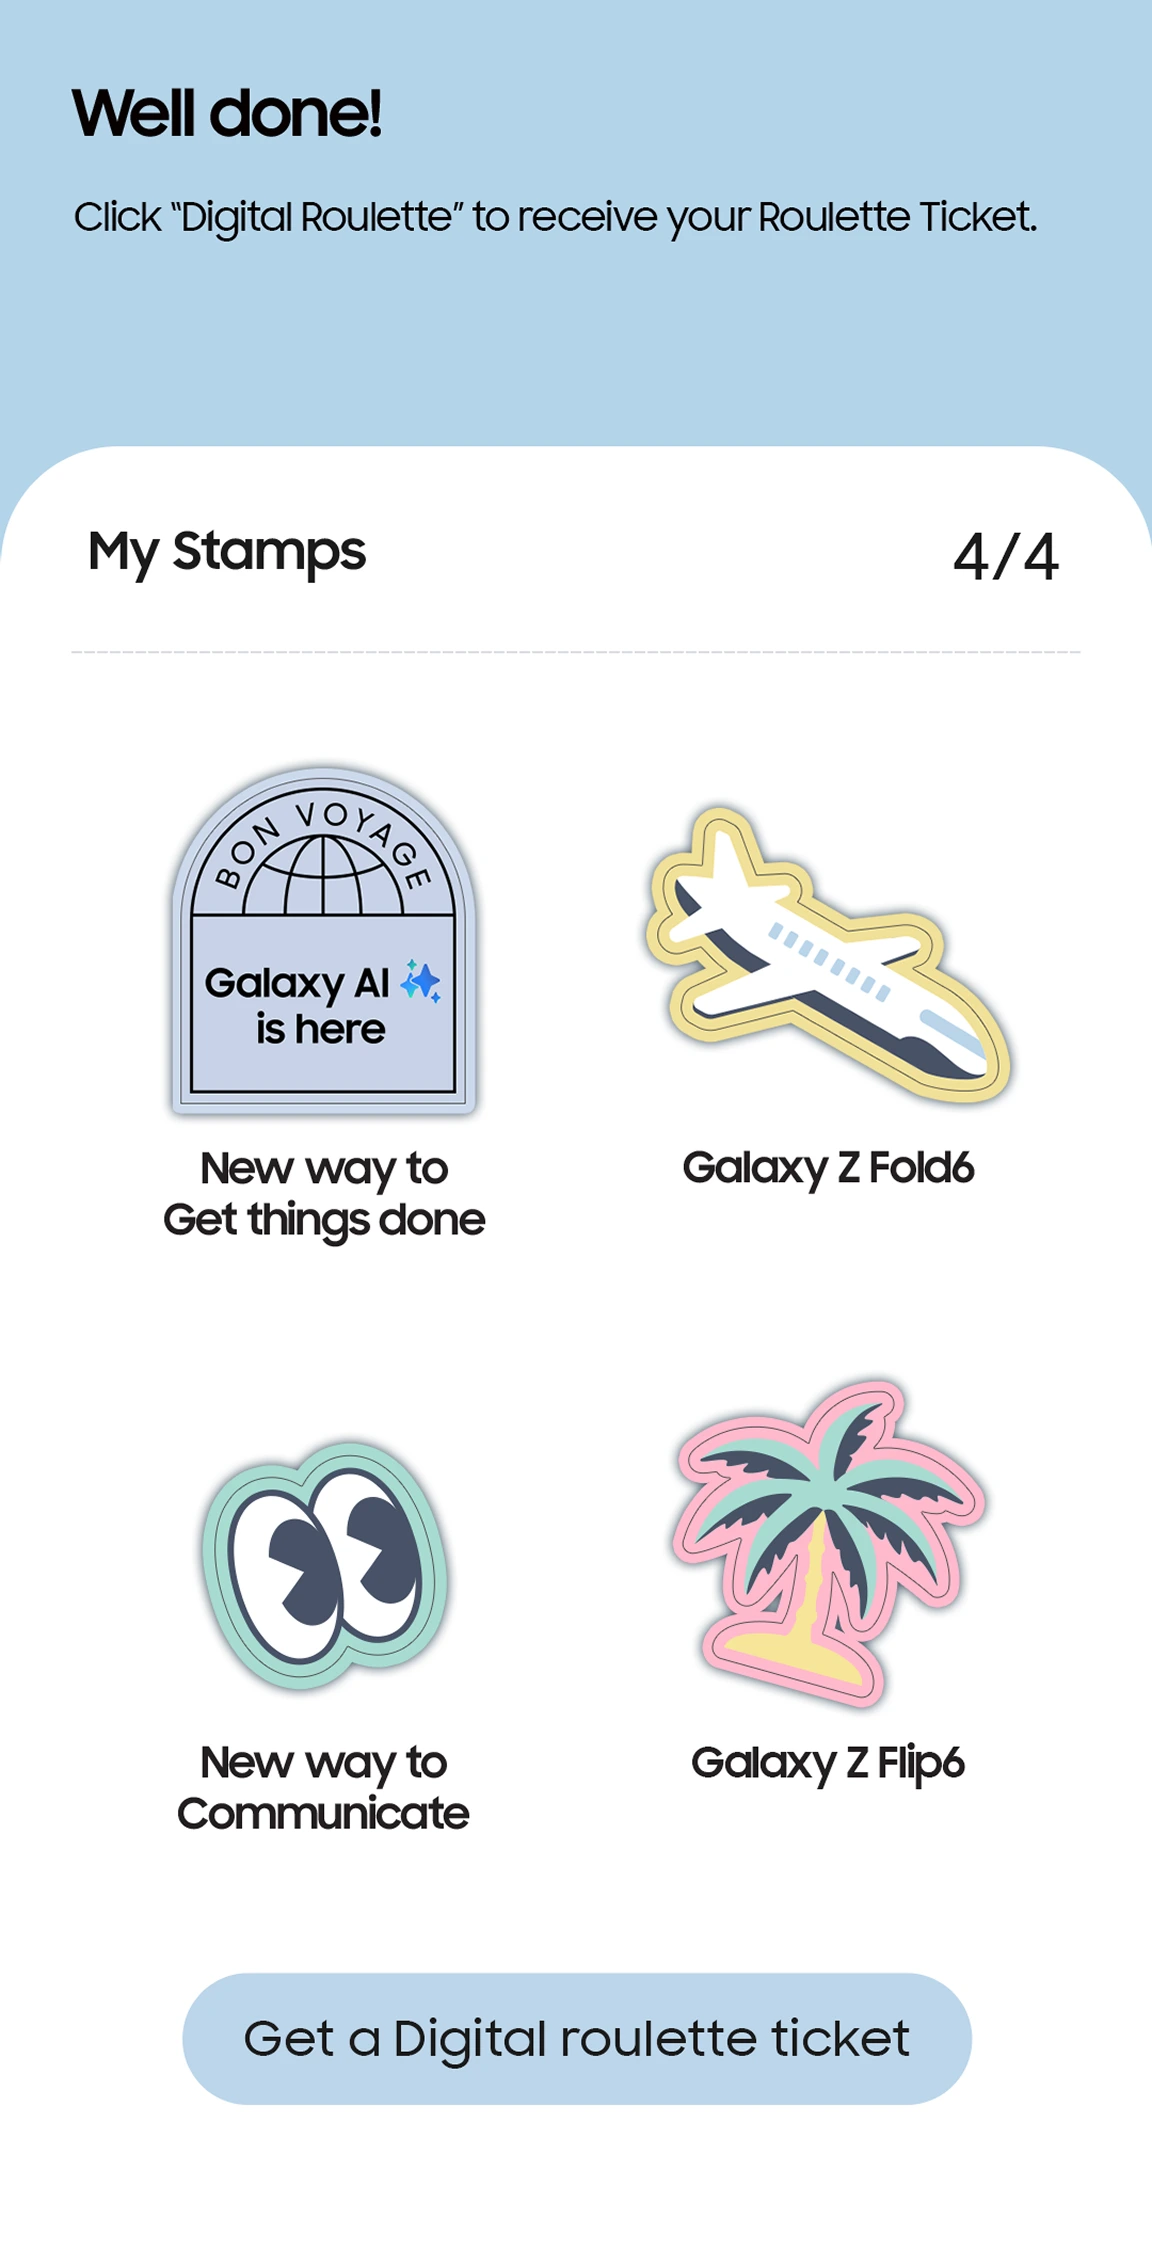 Well done!
Click “Digital Roulette” to receive your Roulette Ticket.
My Stamps
4/4
BON VOYAGE
Galaxy AI
is here
New way to
Get things done
Galaxy Z Fold6
New way to
Communicate
Galaxy Z Flip6
Get a Digital roulette ticket